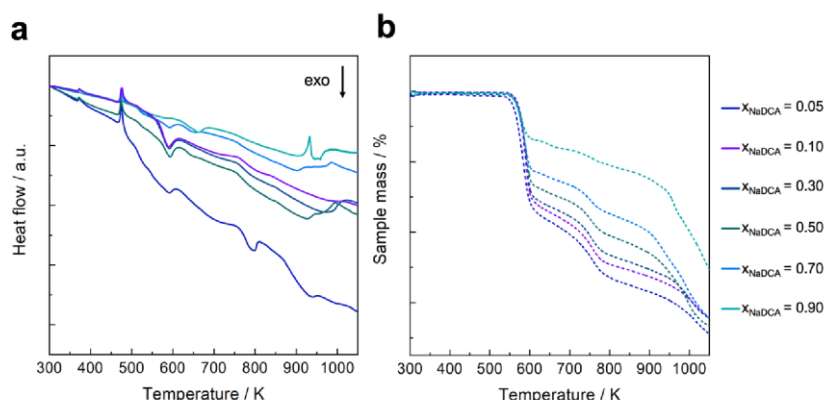 a
exo
Heat flow / a.u.
300 400 500 600 700 800 900 1000
Temperature / K
b
Sample mass / %
300 400 500 600 700 800 900 1000
Temperature / K
xNaDCA = 0.05
xNaDCA = 0.10
xNaDCA = 0.30
xNaDCA = 0.50
xNaDCA = 0.70
xNaDCA = 0.90